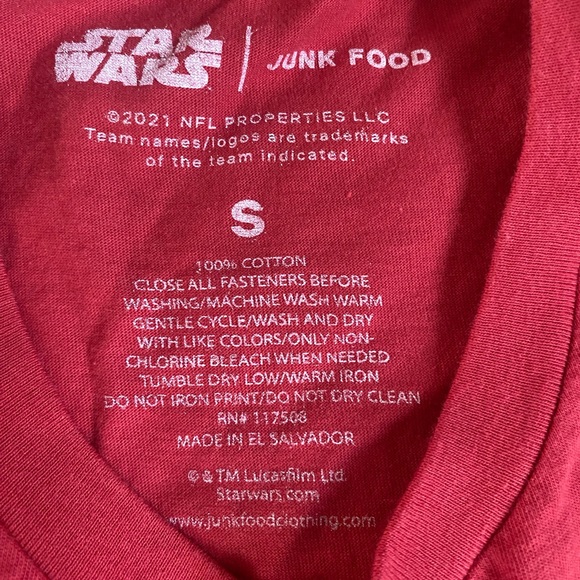 STAR WARS | JUNK FOOD
©2021 NFL PROPERTIES LLC
Team names/logos are trademarks
of the team indicated.
S
100% COTTON
CLOSE ALL FASTENERS BEFORE
WASHING/MACHINE WASH WARM
GENTLE CYCLE/WASH AND DRY
WITH LIKE COLORS/ONLY NON-
CHLORINE BLEACH WHEN NEEDED
TUMBLE DRY LOW/WARM IRON
DO NOT IRON PRINT/DO NOT DRY CLEAN
RN# 117508
MADE IN EL SALVADOR
© & TM LUCASFILM LTD.
Starwars.com
www.junkfoodclothing.com